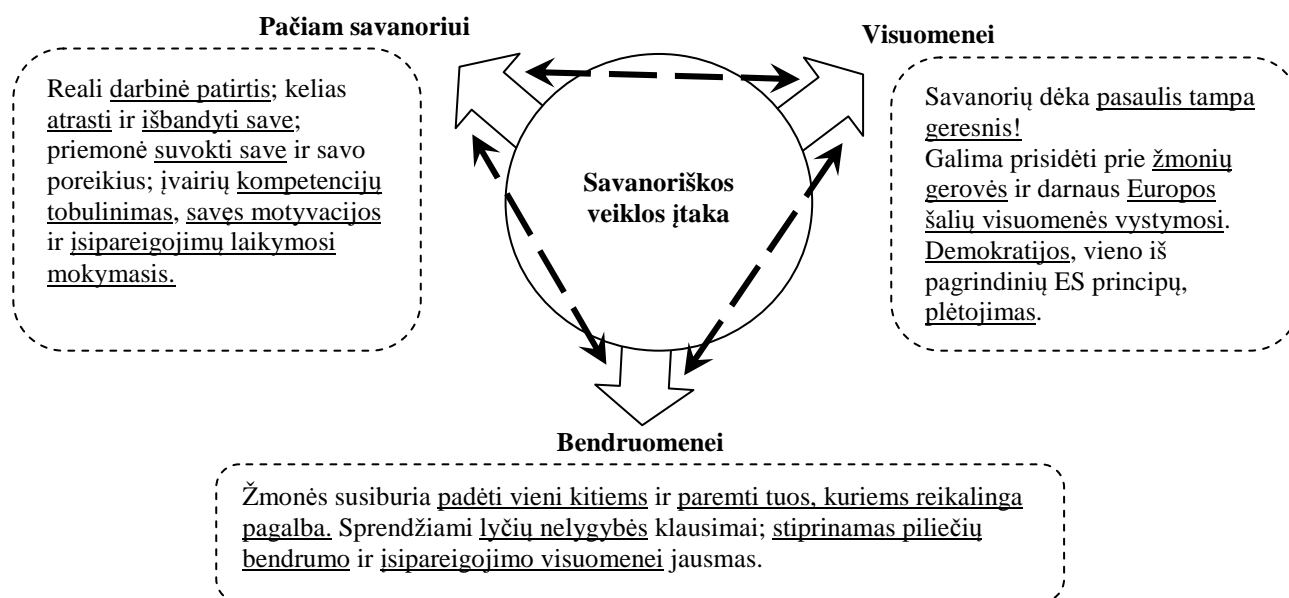 Pačiam savanoriui
Visuomenei
Reali darbinė patirtis; kelias
atrasti ir išbandyti save;
priemonė suvokti save ir savo
poreikius; įvairių kompetencijų
tobulinimas, savęs motyvacijos
ir įsipareigojimų laikymosi
mokymasis.
Savanoriškos
veiklos įtaka
Savanorių dėka pasaulis tampa
geresnis!
Galima prisidėti prie žmonių
gerovės ir darnaus Europos
šalių visuomenės vystymosi.
Demokratijos, vieno iš
pagrindinių ES principų,
plėtojimas.
Bendruomenei
Žmonės susiburia padėti vieni kitiems ir paremti tuos, kuriems reikalinga
pagalba. Sprendžiami lyčių nelygybės klausimai; stiprinamas piliečių
bendrumo ir įsipareigojimo visuomenei jausmas.